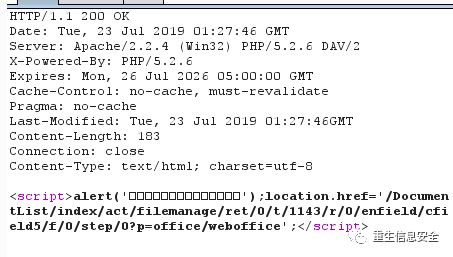 HTTP/1.1 200 OK
Date: Tue, 23 Jul 2019 01:27:46 GMT
Server: Apache/2.2.4 (Win32) PHP/5.2.6 DAV/2
X-Powered-By: PHP/5.2.6
Expires: Mon, 26 Jul 2026 05:00:00 GMT
Cache-Control: no-cache, must-revalidate
Pragma: no-cache
Last-Modified: Tue, 23 Jul 2019 01:27:46GMT
Content-Length: 183
Connection: close
Content-Type: text/html; charset=utf-8
<script>alert('□□□□□□□□□□□□□□');location.href='/Documen
tList/index/act/filemanage/ret/0/t/1143/r/0/enfield/cfi
eld5/f/0/step/0?p=office/weboffice';</script>
重生信息安全